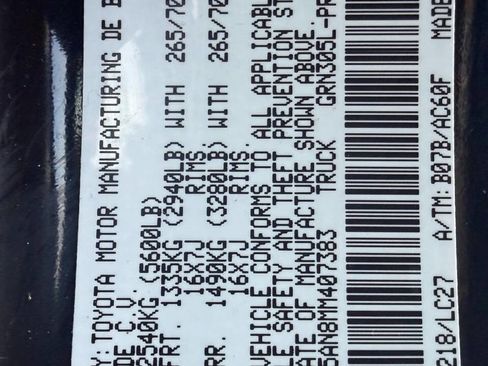 Y:TOYOTA MOTOR MANUFACTURING DE B
DE C.V.
2540KG (5600LB)
FRT. 1335KG (2940LB) WITH 265/70
16X7J RIMS,
RR. 1490KG (3280LB) WITH 265/70
16X7J RIMS,
VEHICLE CONFORMS TO ALL APPLICABL
E SAFETY AND THEFT PREVENTION ST
ATE OF MANUFACTURE SHOWN ABOVE.
5AN8MM407383 TRUCK GRN305L-PR
218/LC27 A/TM: B07B/AC60F MADE